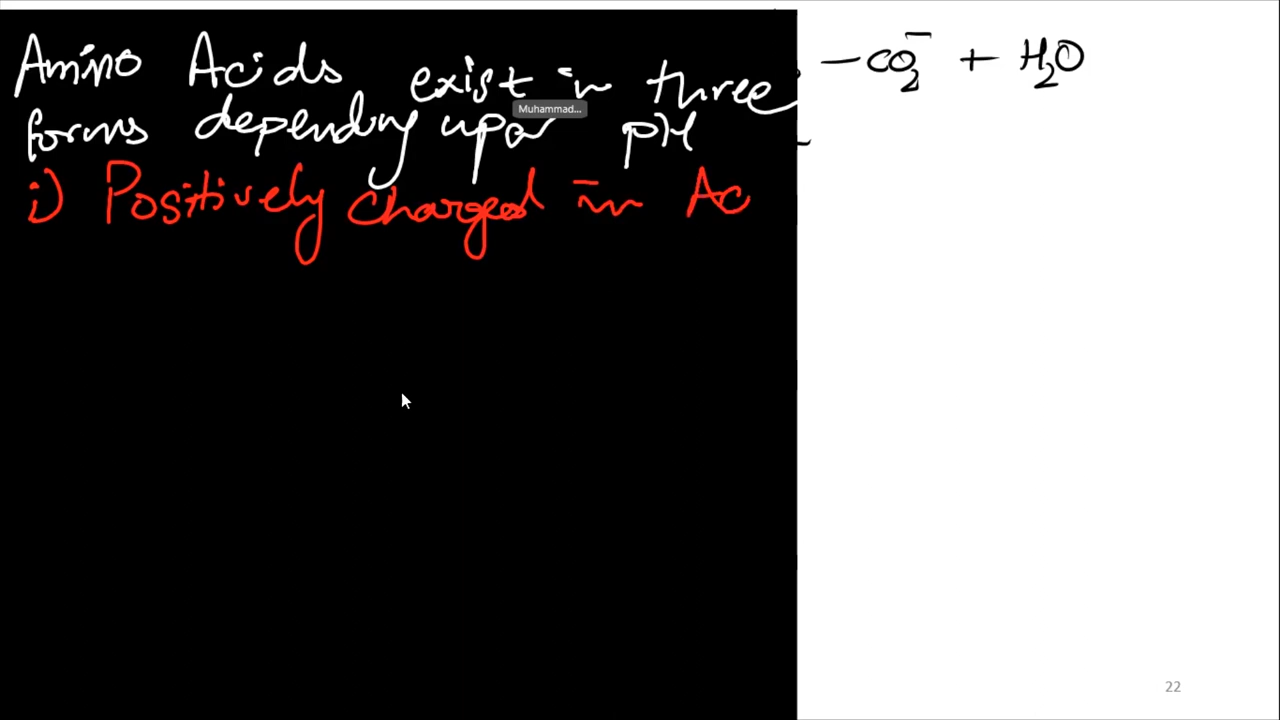 Amino Acids exist in three
Muhammad...
forms depending upon pH
i) Positively charged in Ac
-CO₂⁻ + H₂O
22